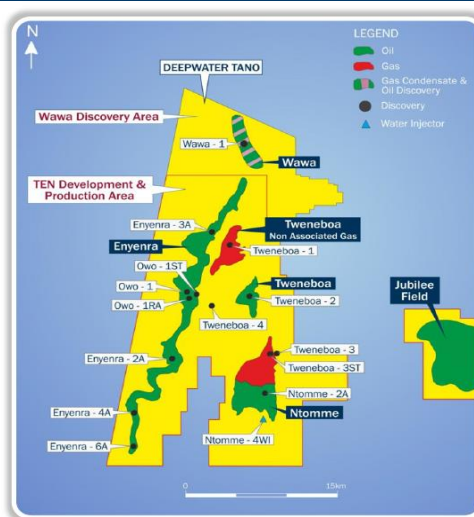 N
LEGEND
Oil
Gas
Gas Condensate &
Oil Discovery
Discovery
Water Injector
DEEPWATER TANO
Wawa Discovery Area
Wawa - 1
Wawa
TEN Development &
Production Area
Enyenra - 3A
Tweneboa
Non Associated Gas
Enyenra
Tweneboa - 1
Owo - 1ST
Owo - 1
Tweneboa
Owo - 1RA
Tweneboa - 2
Tweneboa - 4
Jubilee
Field
Tweneboa - 3
Enyenra - 2A
Tweneboa - 3ST
Ntomme - 2A
Enyenra - 4A
Ntomme
Ntomme - 4WI
Enyenra - 6A
0
15km